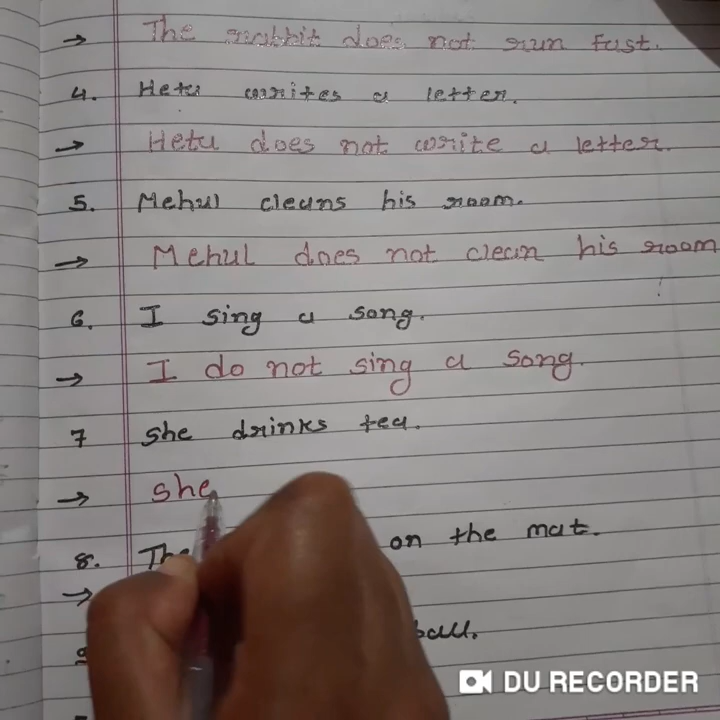 → The rabbit does not run fast.
4. Hetu writes a letter.
→ Hetu does not write a letter.
5. Mehul cleans his room.
→ Mehul does not clean his room
6. I sing a song.
→ I do not sing a song.
7 She drinks tea.
→ She
8. The on the mat.
→
9 ball.
DU RECORDER